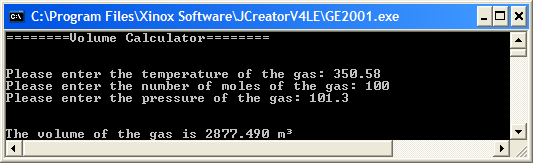 C:\Program Files\Xinox Software\JCreatorV4LE\GE2001.exe
========Volume Calculator========
Please enter the temperature of the gas: 350.58
Please enter the number of moles of the gas: 100
Please enter the pressure of the gas: 101.3
The volume of the gas is 2877.490 m³